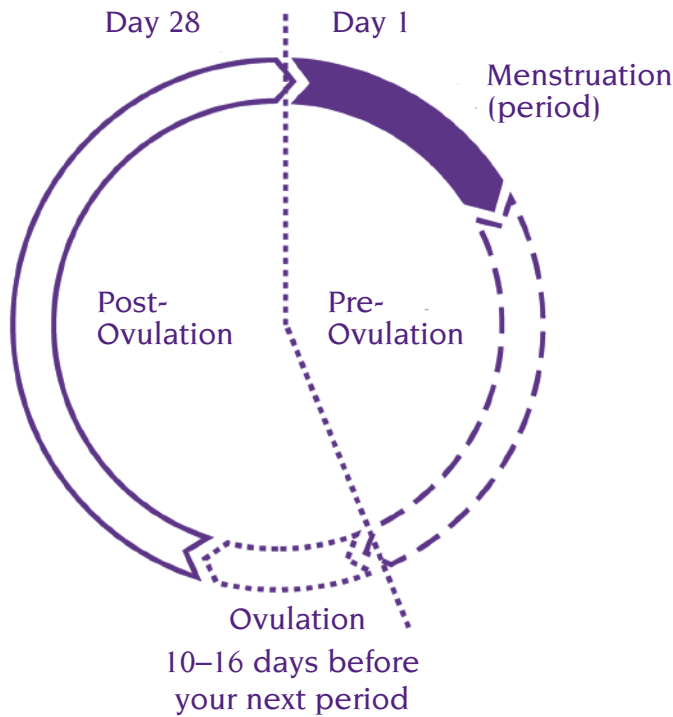 Day 28
Day 1
Menstruation
(period)
Post-
Ovulation
Pre-
Ovulation
Ovulation
10–16 days before
your next period